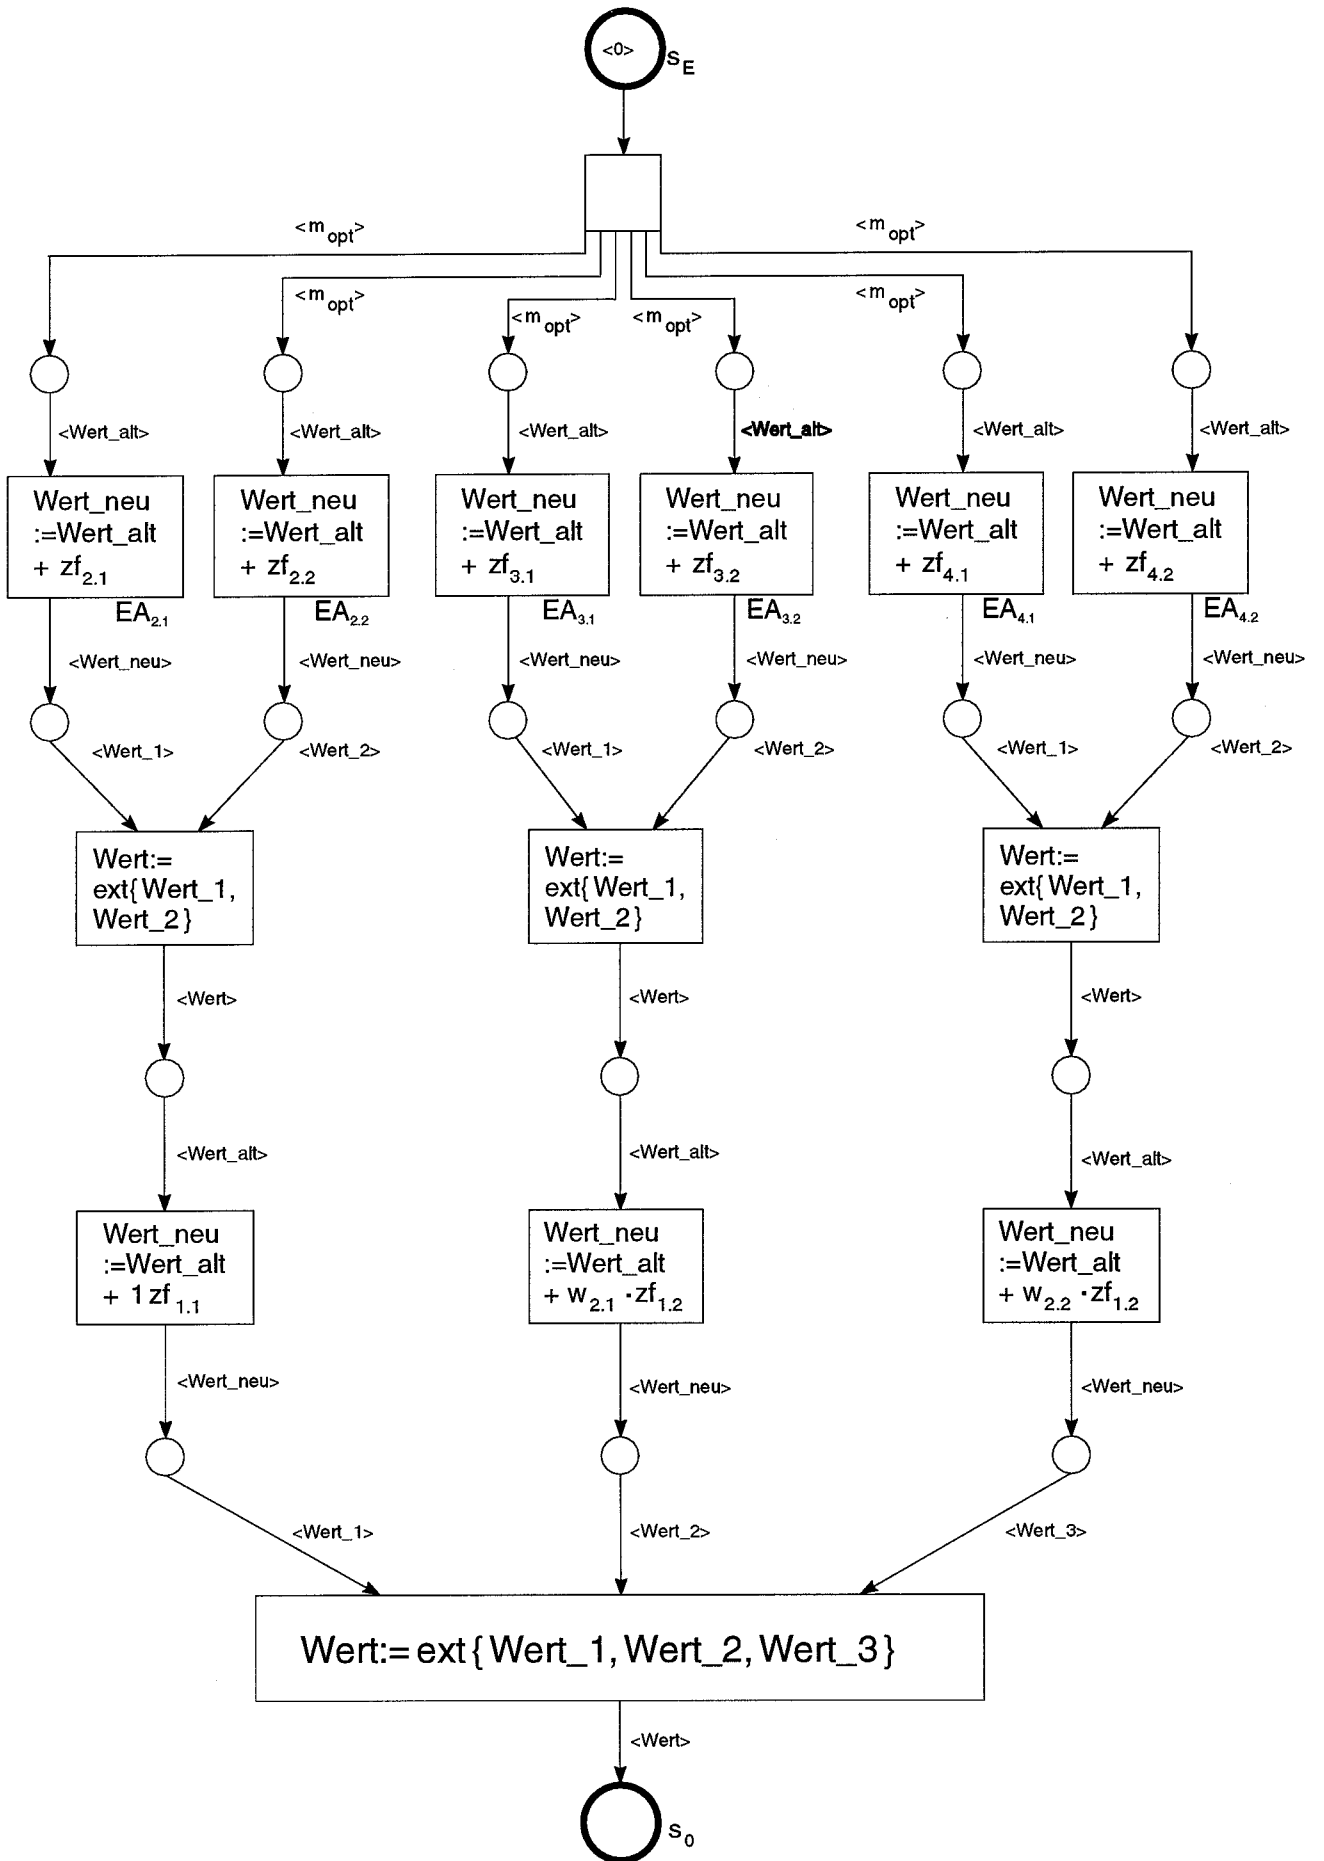 <0>
s_E
<m_opt>
<m_opt>
<m_opt>
<m_opt>
<m_opt>
<m_opt>
<Wert_alt>
<Wert_alt>
<Wert_alt>
<Wert_alt>
<Wert_alt>
<Wert_alt>
Wert_neu
:=Wert_alt
+ zf_2.1
EA_2.1
Wert_neu
:=Wert_alt
+ zf_2.2
EA_2.2
Wert_neu
:=Wert_alt
+ zf_3.1
EA_3.1
Wert_neu
:=Wert_alt
+ zf_3.2
EA_3.2
Wert_neu
:=Wert_alt
+ zf_4.1
EA_4.1
Wert_neu
:=Wert_alt
+ zf_4.2
EA_4.2
<Wert_neu>
<Wert_neu>
<Wert_neu>
<Wert_neu>
<Wert_neu>
<Wert_neu>
<Wert_1>
<Wert_2>
<Wert_1>
<Wert_2>
<Wert_1>
<Wert_2>
Wert:=
ext{Wert_1,
Wert_2}
Wert:=
ext{Wert_1,
Wert_2}
Wert:=
ext{Wert_1,
Wert_2}
<Wert>
<Wert>
<Wert>
<Wert_alt>
<Wert_alt>
<Wert_alt>
Wert_neu
:=Wert_alt
+ 1 zf_1.1
Wert_neu
:=Wert_alt
+ w_2.1 · zf_1.2
Wert_neu
:=Wert_alt
+ w_2.2 · zf_1.2
<Wert_neu>
<Wert_neu>
<Wert_neu>
<Wert_1>
<Wert_2>
<Wert_3>
Wert:= ext{Wert_1, Wert_2, Wert_3}
<Wert>
s_0